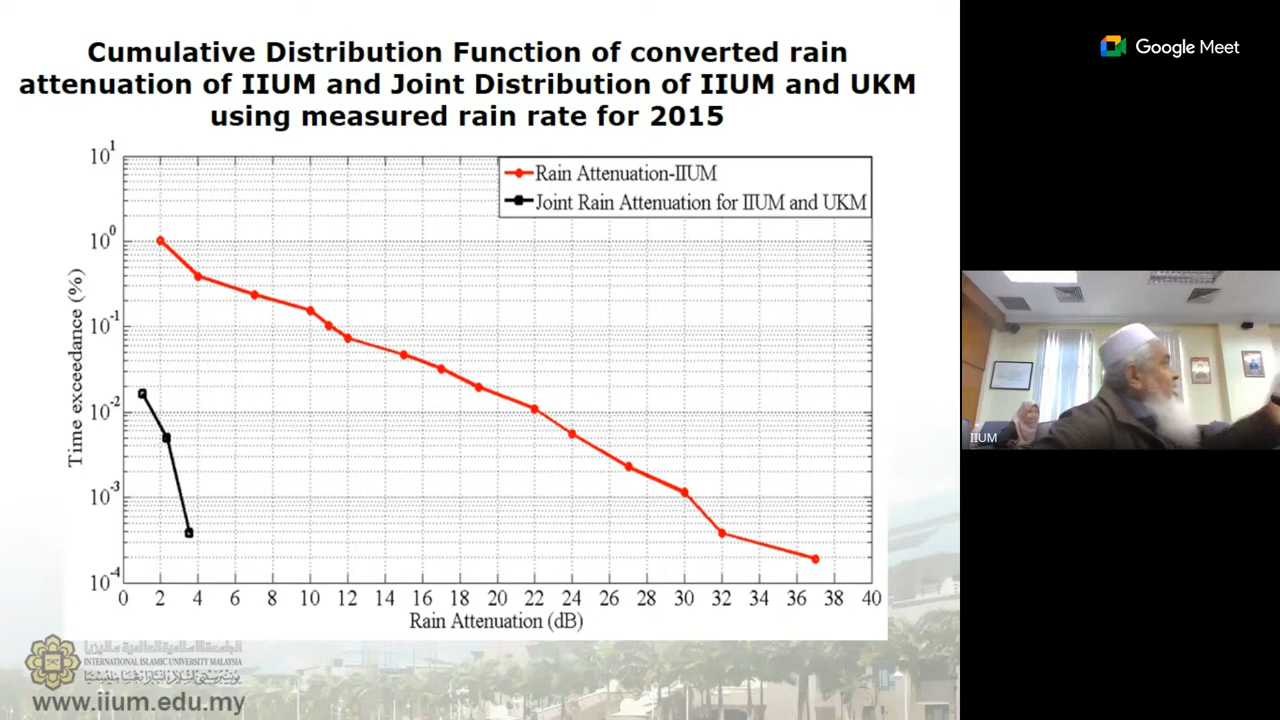 Cumulative Distribution Function of converted rain
attenuation of IIUM and Joint Distribution of IIUM and UKM
using measured rain rate for 2015
Rain Attenuation-IIUM
Joint Rain Attenuation for IIUM and UKM
10^1
10^0
10^-1
10^-2
10^-3
10^-4
Time exceedance (%)
0 2 4 6 8 10 12 14 16 18 20 22 24 26 28 30 32 34 36 38 40
Rain Attenuation (dB)
الجامعة الإسلامية العالمية ماليزيا
INTERNATIONAL ISLAMIC UNIVERSITY MALAYSIA
www.iium.edu.my
Google Meet
IIUM